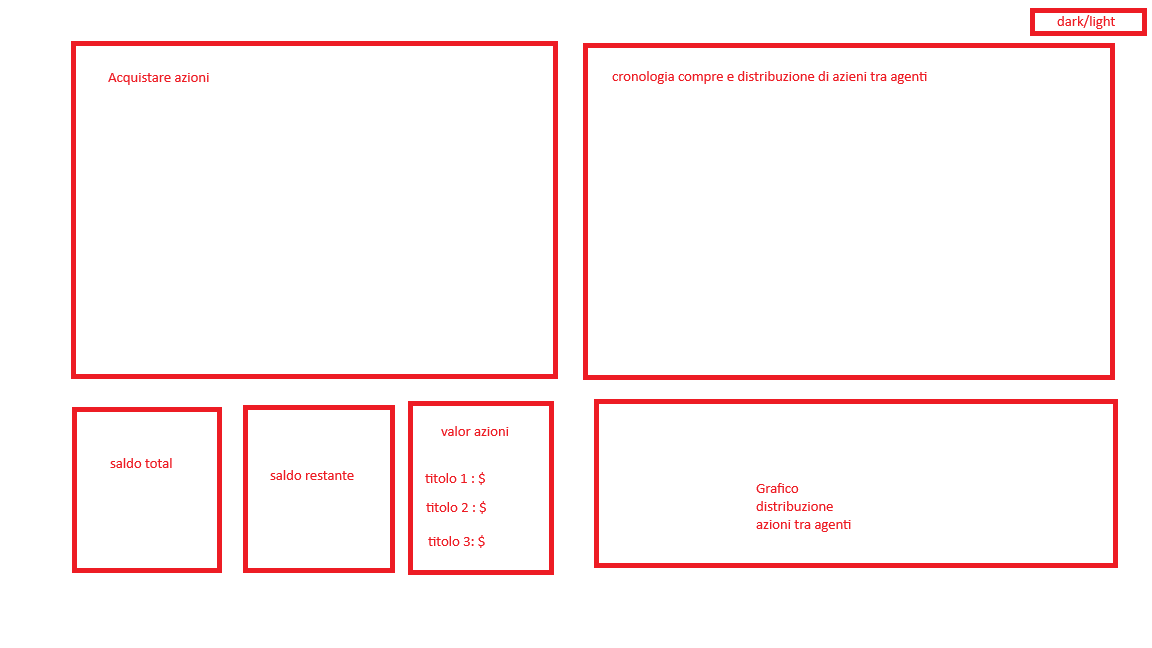 dark/light
Acquistare azioni
cronologia compre e distribuzione di azieni tra agenti
saldo total
saldo restante
valor azioni
titolo 1 : $
titolo 2 : $
titolo 3: $
Grafico
distribuzione
azioni tra agenti